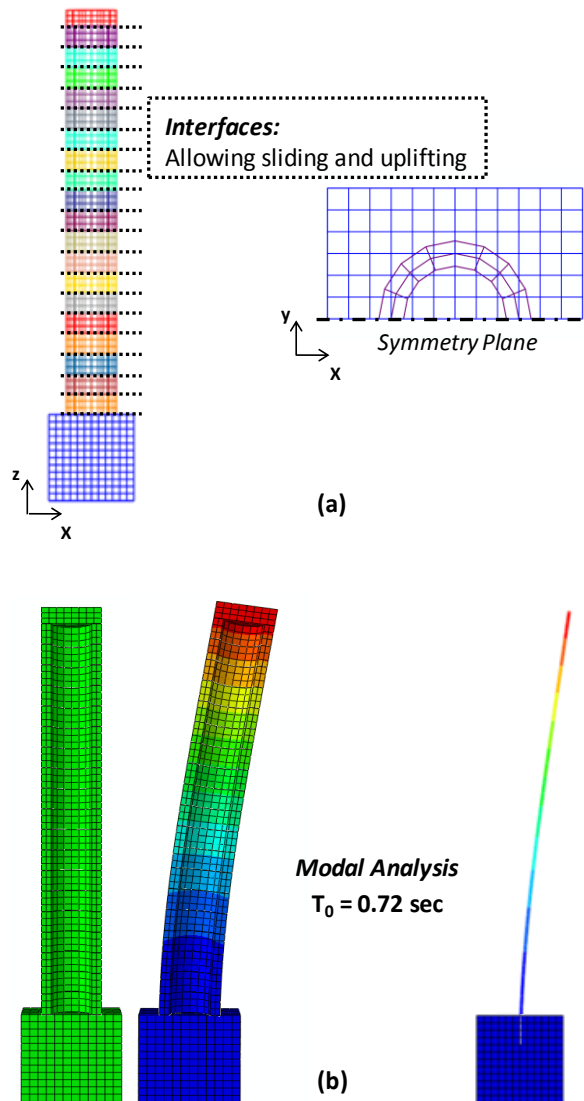 Interfaces:
Allowing sliding and uplifting
y
X
Symmetry Plane
z
X
(a)
Modal Analysis
T₀ = 0.72 sec
(b)